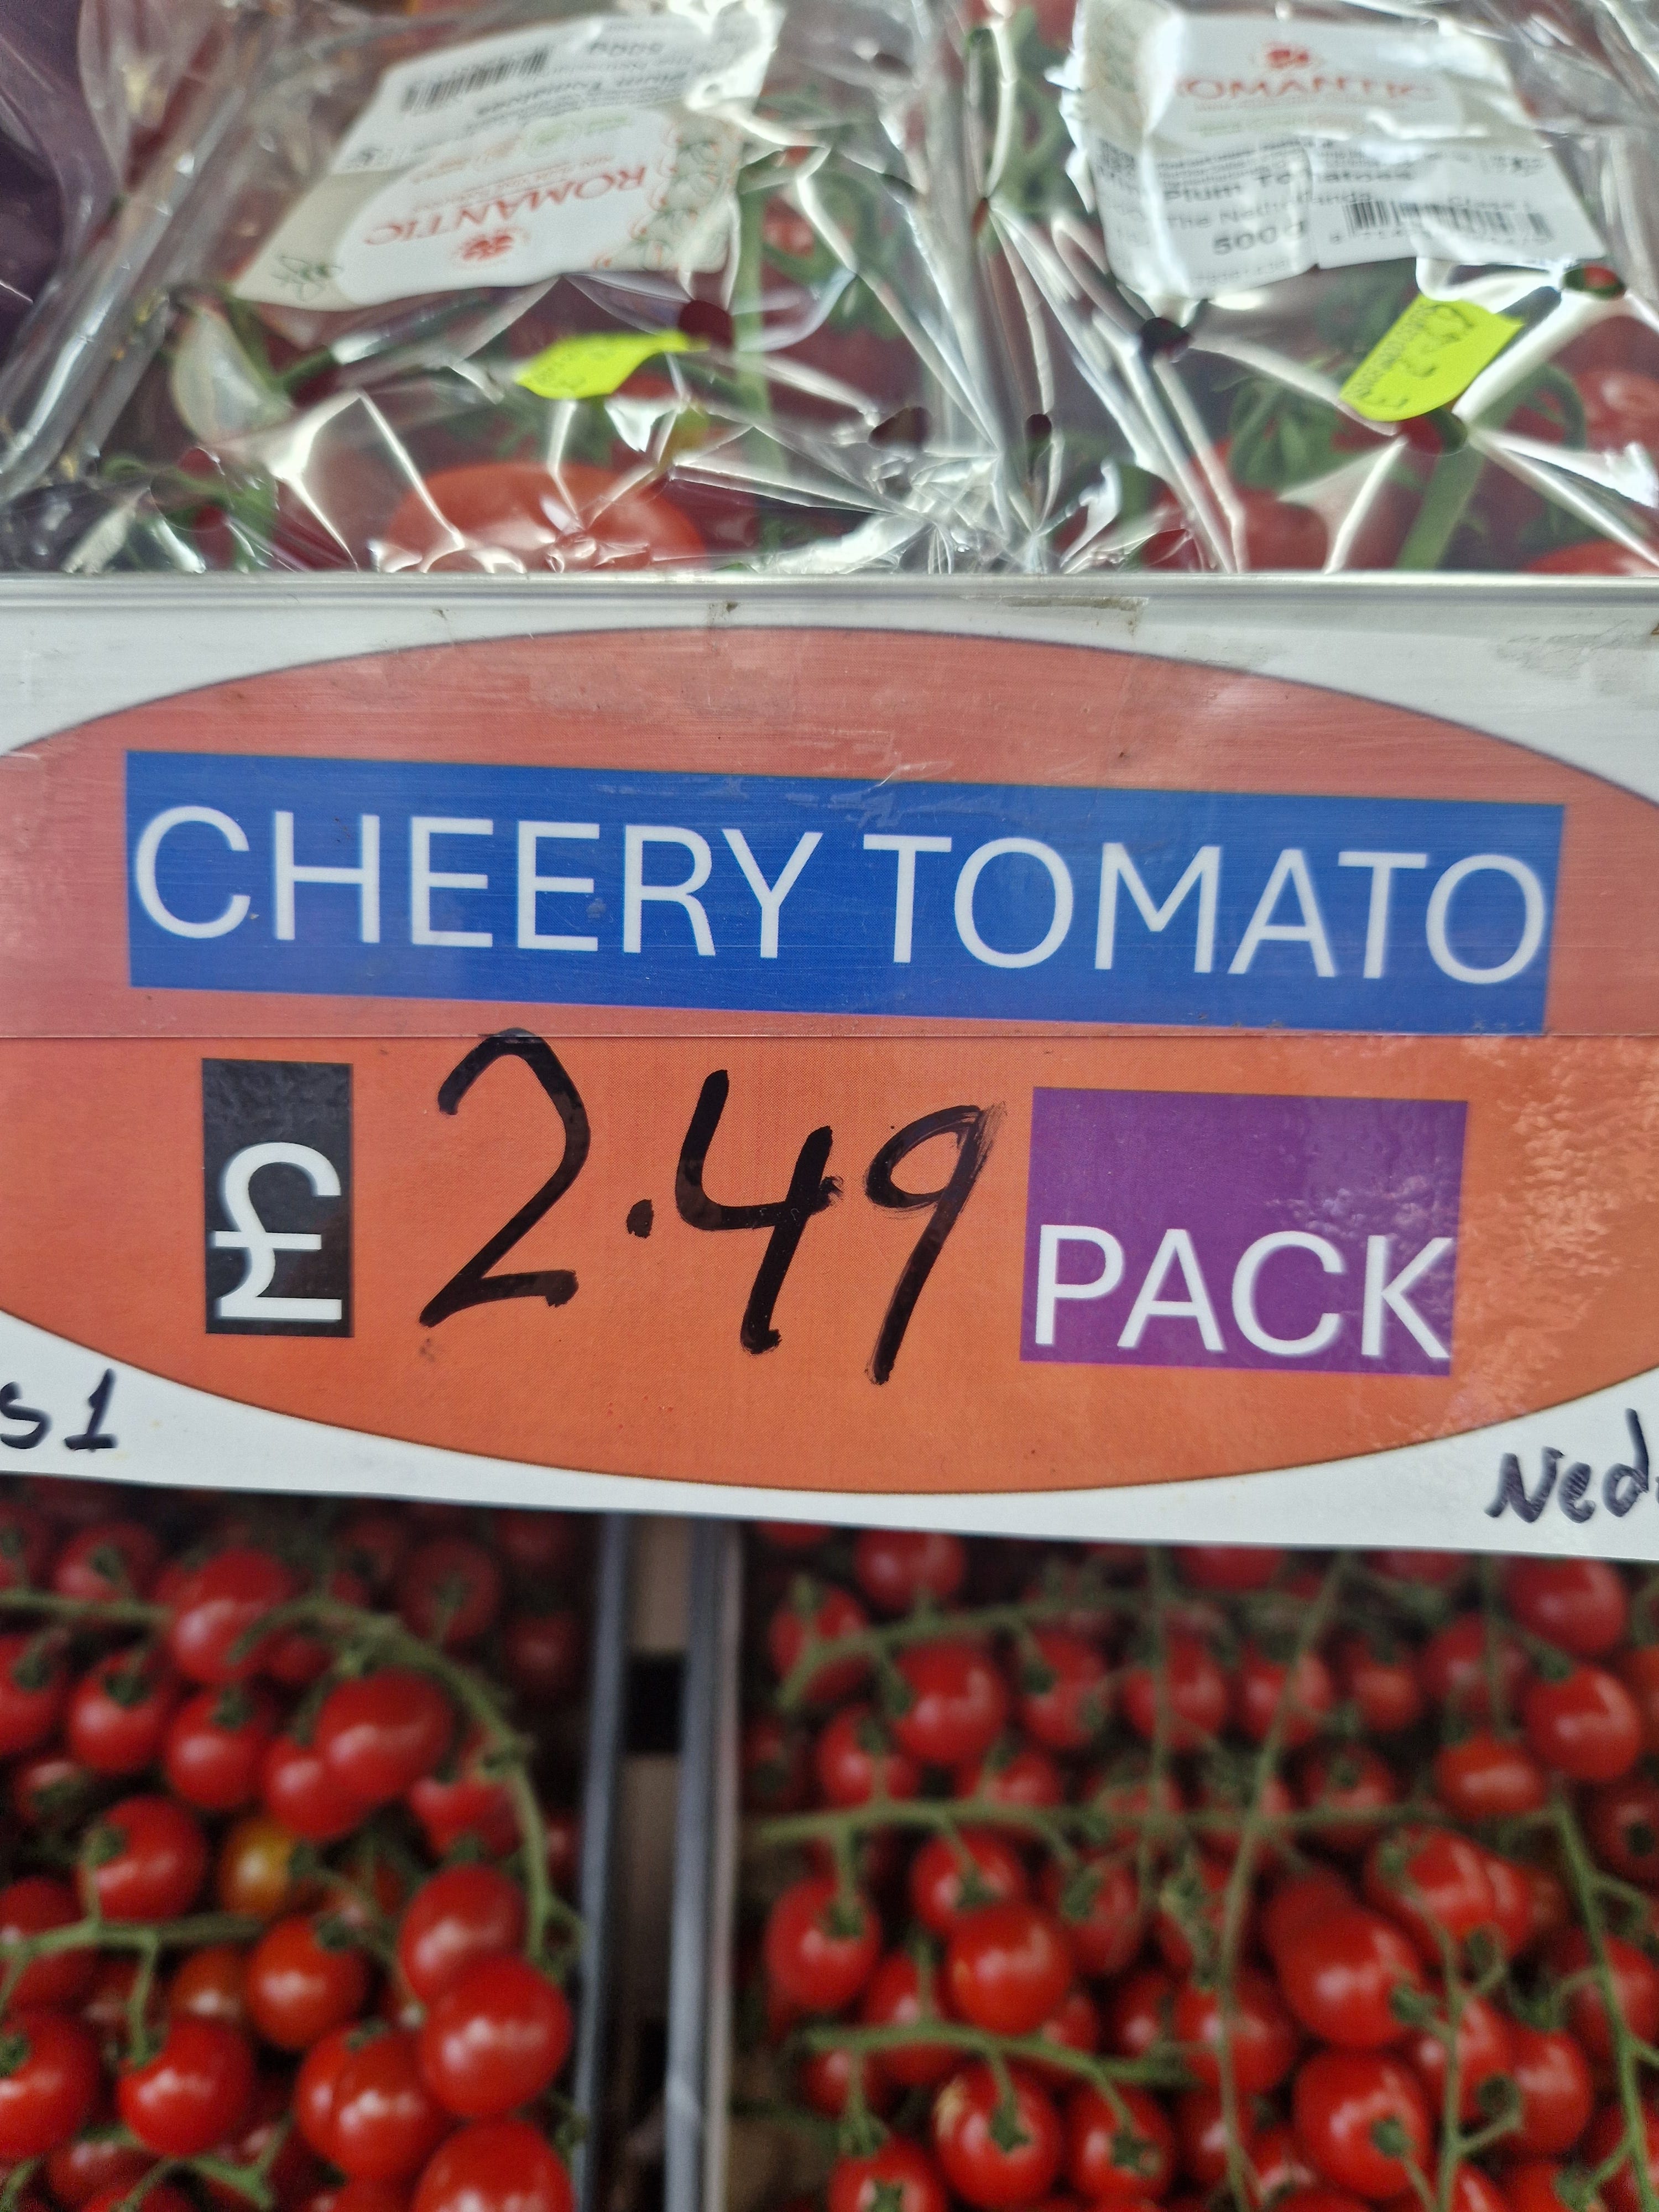 ROMANTIC
Plum Tomatoes
The Netherlands
500g
ROMANTIC
CHEERY TOMATO
£ 2.49 PACK
S1
Ned